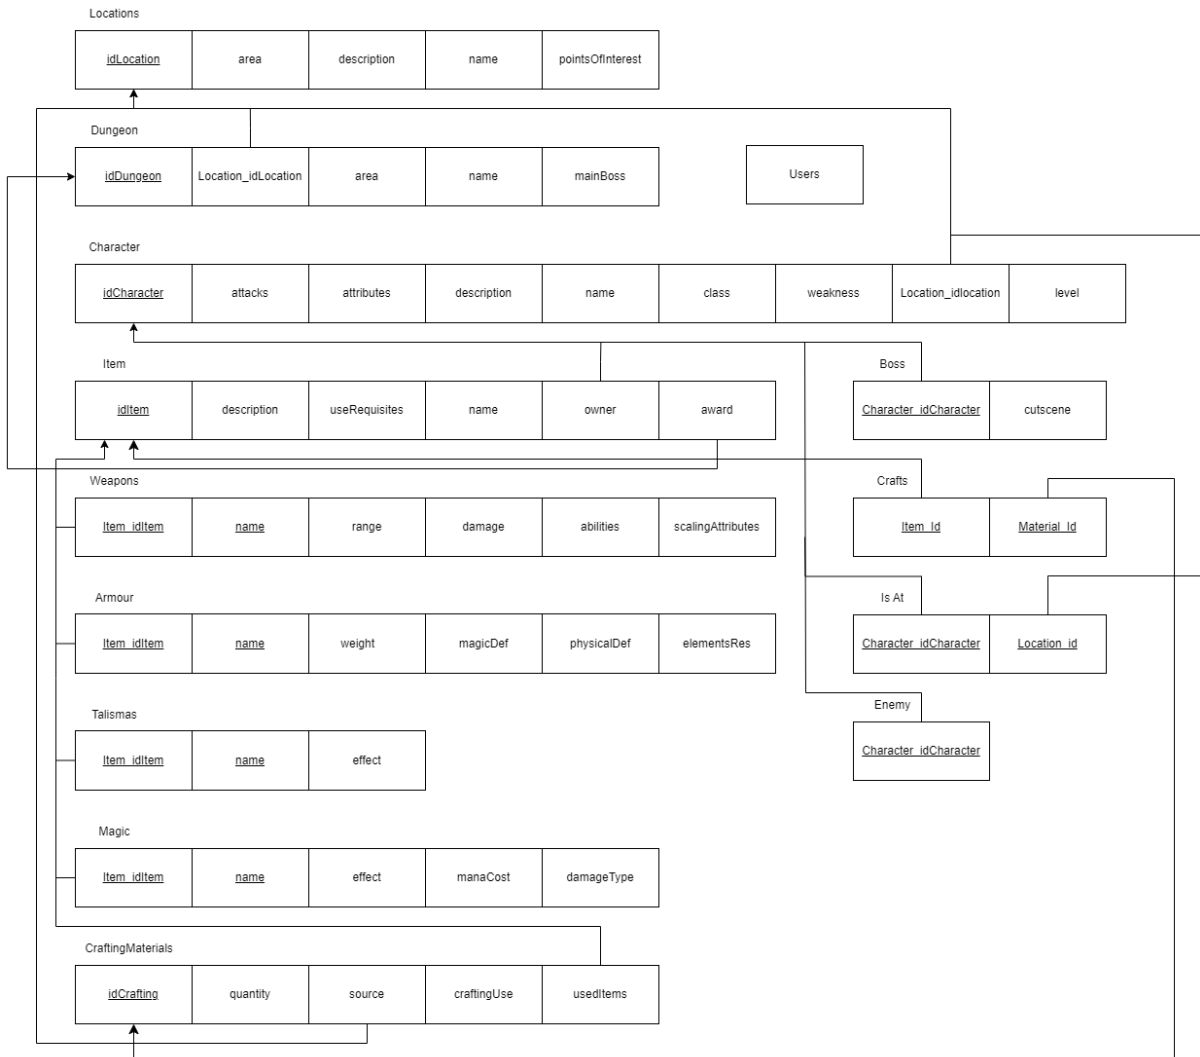 Locations
idLocation area description name pointsOfInterest
Dungeon
idDungeon Location_idLocation area name mainBoss
Users
Character
idCharacter attacks attributes description name class weakness Location_idlocation level
Item
idItem description useRequisites name owner award
Boss
Character_idCharacter cutscene
Weapons
Item_idItem name range damage abilities scalingAttributes
Crafts
Item_Id Material_Id
Armour
Item_idItem name weight magicDef physicalDef elementsRes
Is At
Character_idCharacter Location_id
Talismas
Item_idItem name effect
Enemy
Character_idCharacter
Magic
Item_idItem name effect manaCost damageType
CraftingMaterials
idCrafting quantity source craftingUse usedItems